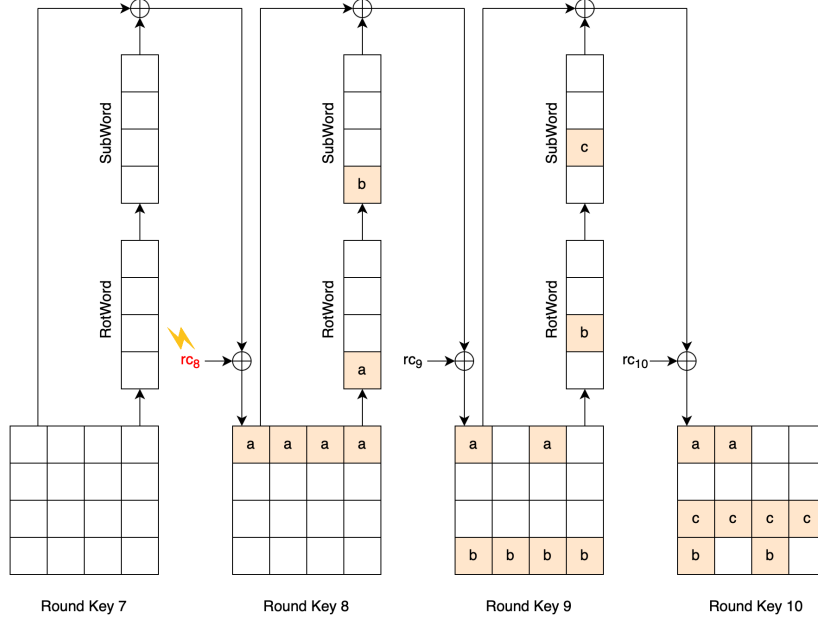 SubWord
SubWord
SubWord
c
b
RotWord
RotWord
RotWord
b
rc8
a
rc9
rc10
a a a a
a a
a a
c c c c
b b b b
b b
Round Key 7
Round Key 8
Round Key 9
Round Key 10